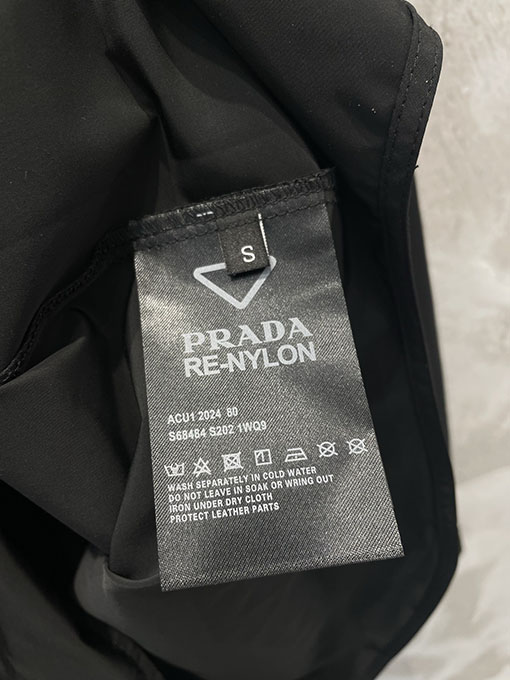 S
PRADA
RE-NYLON
ACU1 2024 80
S68484 S202 1WQ9
WASH SEPARATELY IN COLD WATER
DO NOT LEAVE IN SOAK OR WRING OUT
IRON UNDER DRY CLOTH
PROTECT LEATHER PARTS